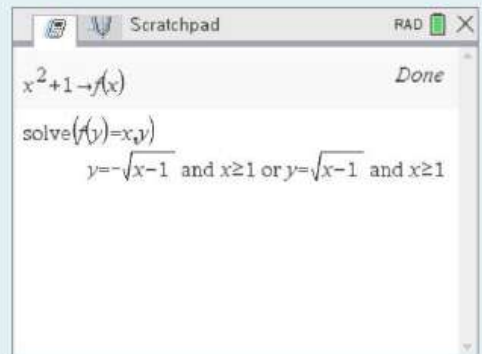 Scratchpad RAD
x²+1→f(x) Done
solve(f(y)=x,y)
y=-√x-1 and x≥1 or y=√x-1 and x≥1